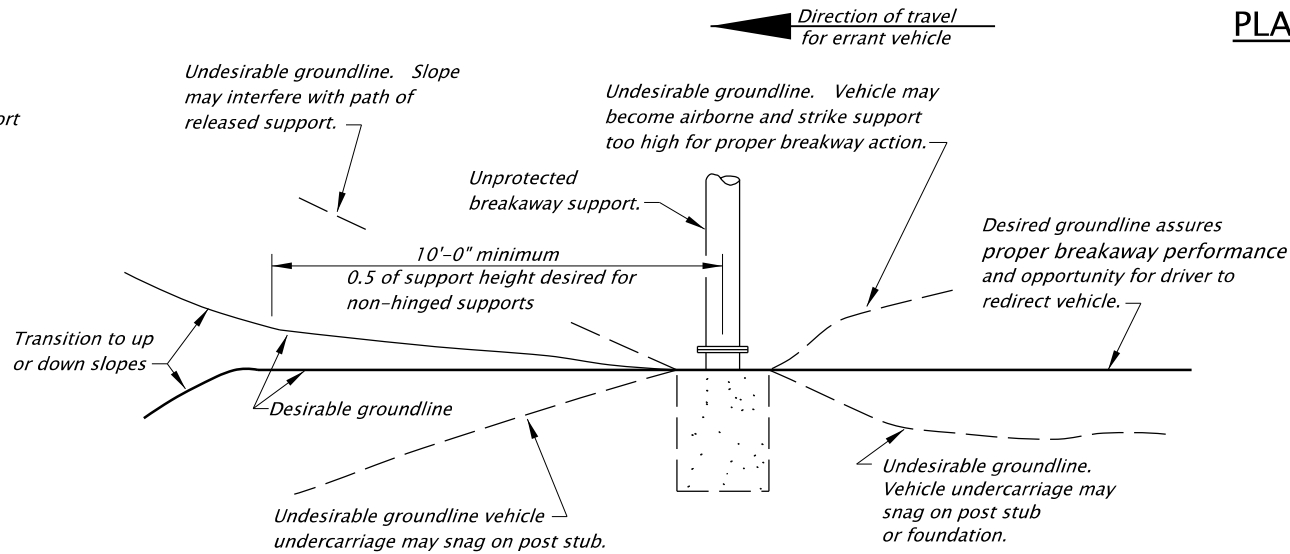 Direction of travel
for errant vehicle
PLA
Undesirable groundline. Slope
may interfere with path of
released support.
ort
Undesirable groundline. Vehicle may
become airborne and strike support
too high for proper breakway action.
Unprotected
breakaway support.
Desired groundline assures
proper breakaway performance
and opportunity for driver to
redirect vehicle.
10'-0" minimum
0.5 of support height desired for
non-hinged supports
Transition to up
or down slopes
Desirable groundline
Undesirable groundline.
Vehicle undercarriage may
snag on post stub
or foundation.
Undesirable groundline vehicle
undercarriage may snag on post stub.